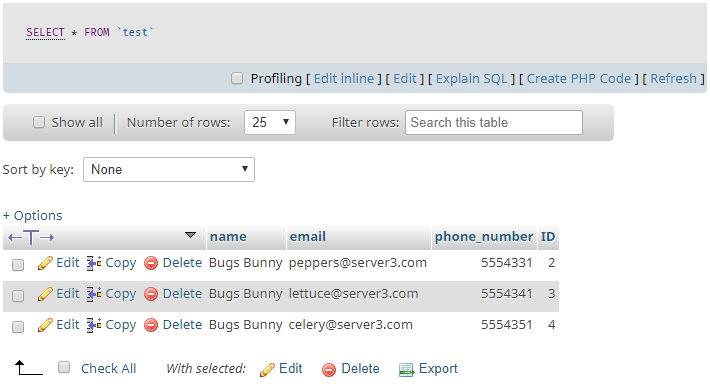 SELECT * FROM `test`
Profiling [ Edit inline ] [ Edit ] [ Explain SQL ] [ Create PHP Code ] [ Refresh ]
Show all Number of rows: 25 Filter rows: Search this table
Sort by key: None
+ Options
name email phone_number ID
Edit Copy Delete Bugs Bunny peppers@server3.com 5554331 2
Edit Copy Delete Bugs Bunny lettuce@server3.com 5554341 3
Edit Copy Delete Bugs Bunny celery@server3.com 5554351 4
Check All With selected: Edit Delete Export